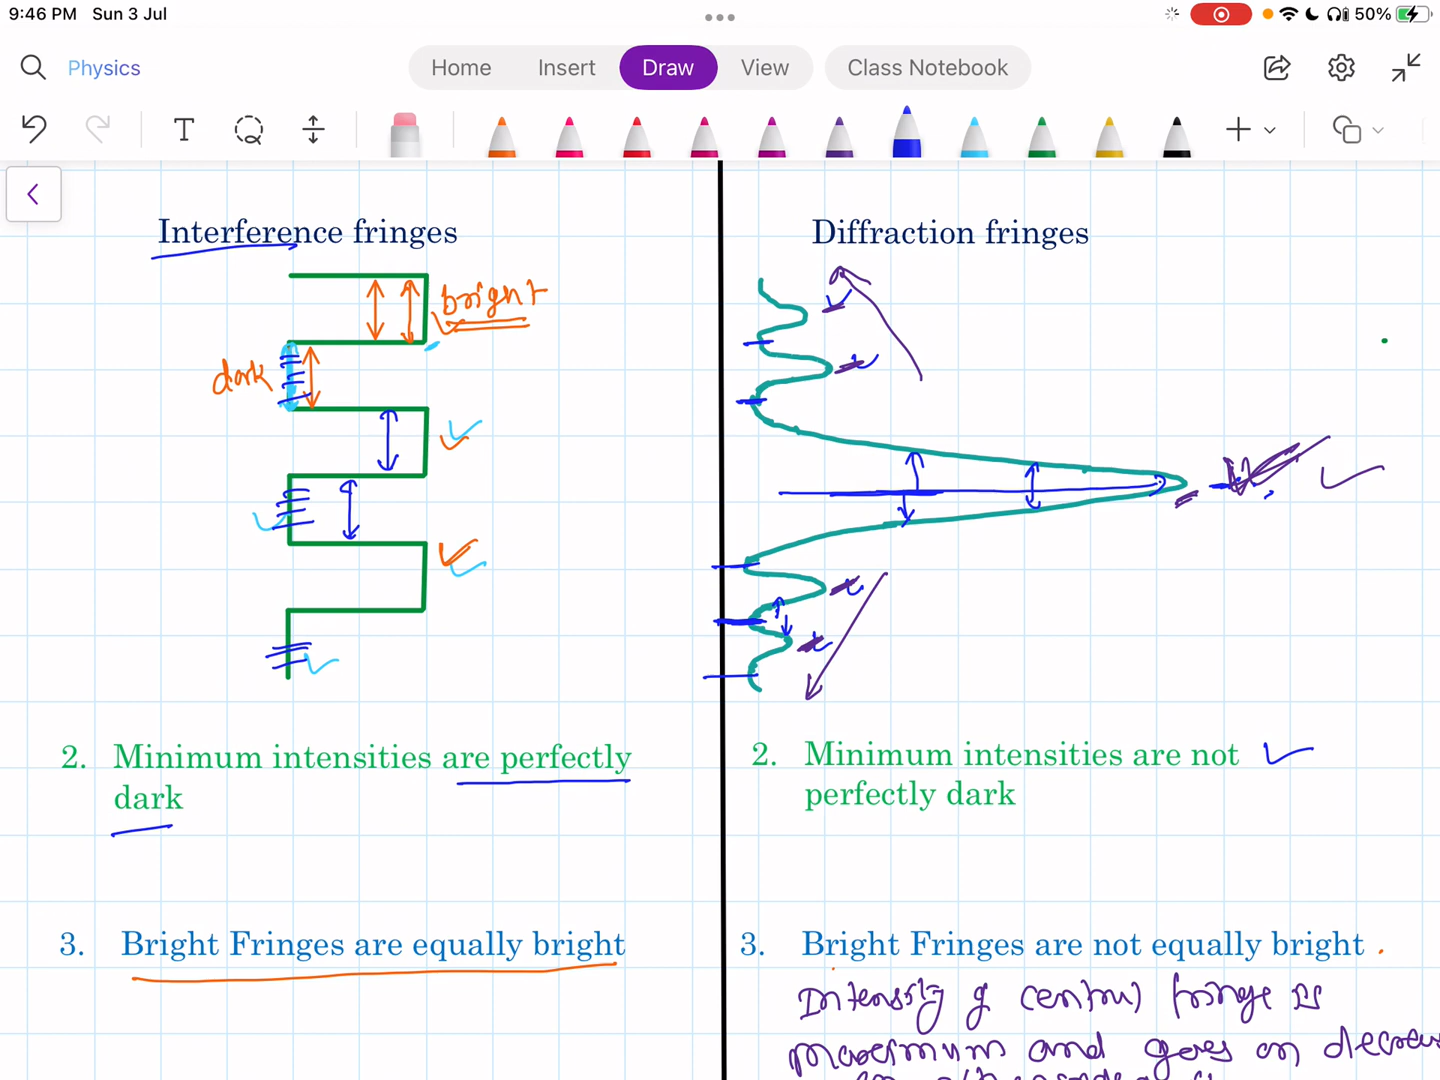 9:46 PM Sun 3 Jul
50%
Physics
Home Insert Draw View Class Notebook
T
Interference fringes
Diffraction fringes
bright
dark
2. Minimum intensities are perfectly
dark
2. Minimum intensities are not
perfectly dark
3. Bright Fringes are equally bright
3. Bright Fringes are not equally bright
Intensity of central fringe is
maximum and goes on